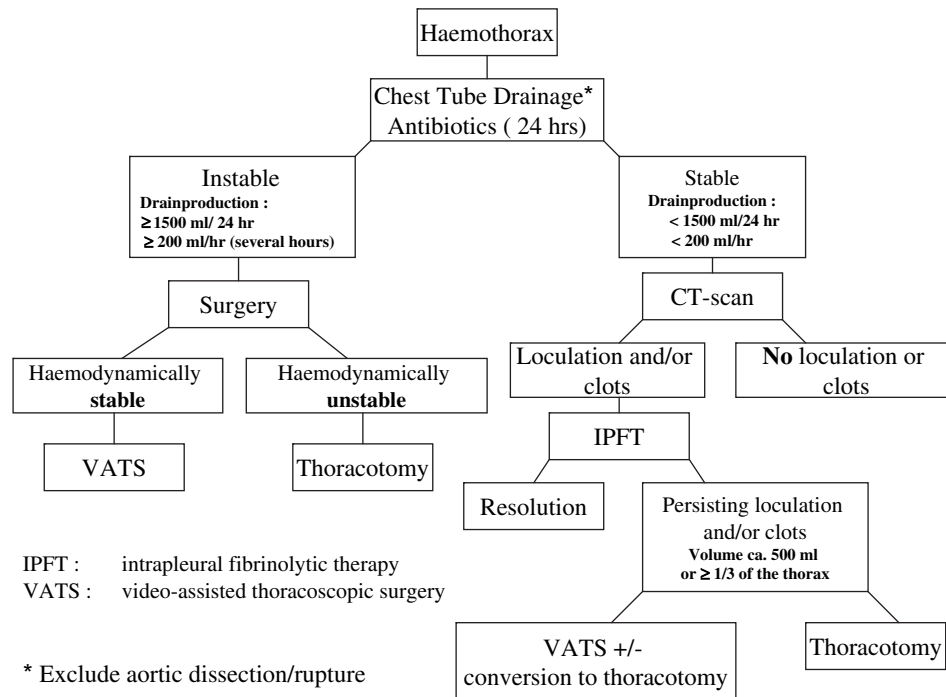 Haemothorax
Chest Tube Drainage*
Antibiotics ( 24 hrs)
Instable
Drainproduction :
≥ 1500 ml/ 24 hr
≥ 200 ml/hr (several hours)
Stable
Drainproduction :
< 1500 ml/24 hr
< 200 ml/hr
Surgery
CT-scan
Haemodynamically
stable
Haemodynamically
unstable
Loculation and/or
clots
No loculation or
clots
VATS
Thoracotomy
IPFT
Resolution
Persisting loculation
and/or clots
Volume ca. 500 ml
or ≥ 1/3 of the thorax
VATS +/-
conversion to thoracotomy
Thoracotomy
IPFT : intrapleural fibrinolytic therapy
VATS : video-assisted thoracoscopic surgery
* Exclude aortic dissection/rupture